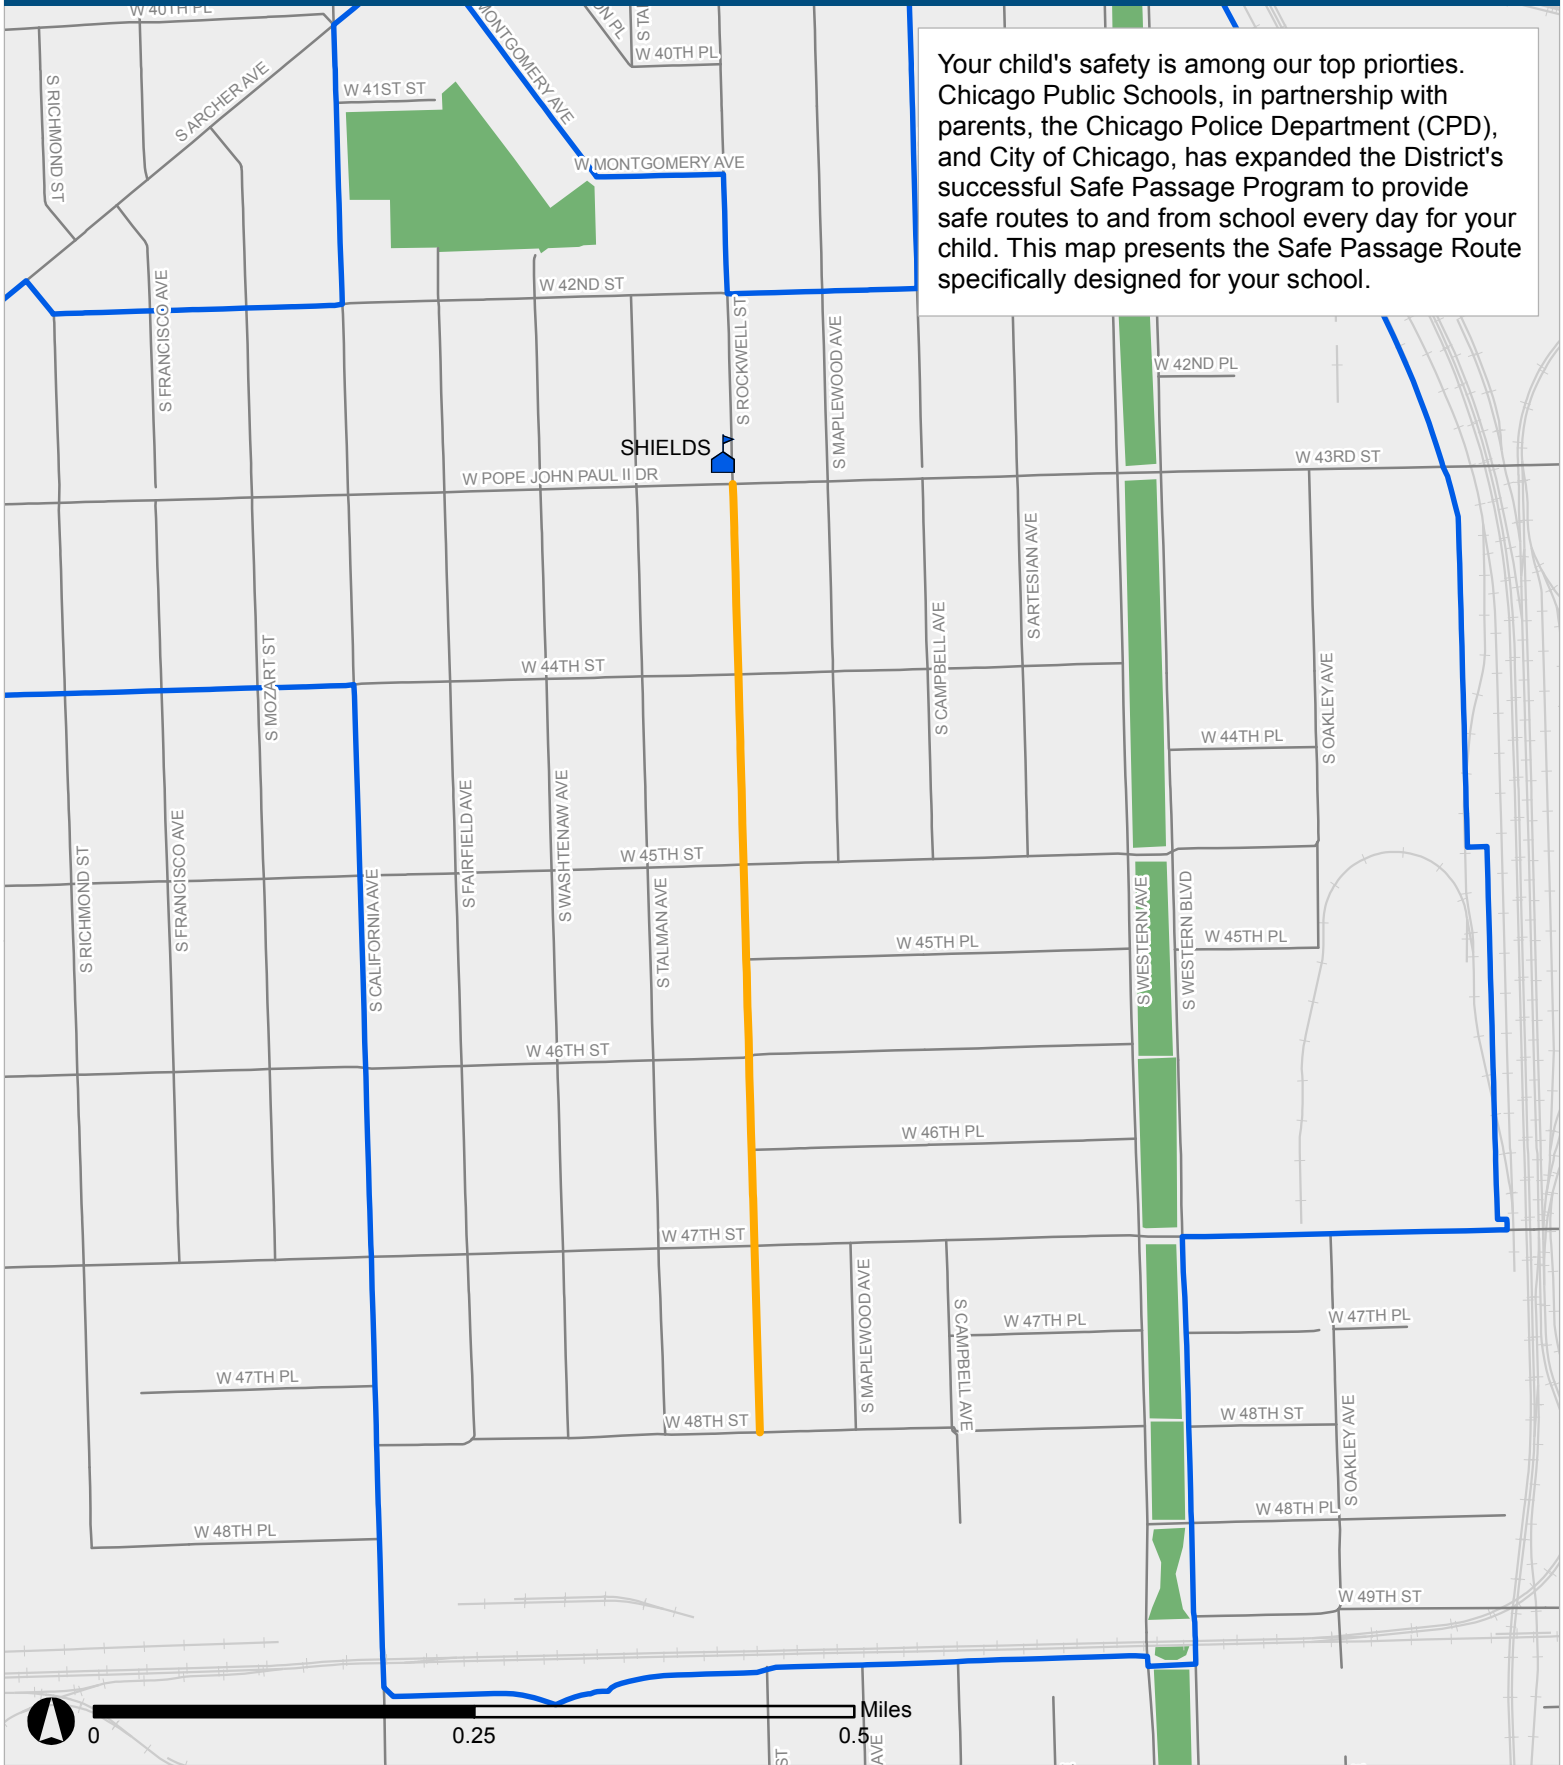 W 40TH PL
MONTGOMERY AVE
ON PL
S TA
W 40TH PL
Your child's safety is among our top priorties.
Chicago Public Schools, in partnership with
parents, the Chicago Police Department (CPD),
and City of Chicago, has expanded the District's
successful Safe Passage Program to provide
safe routes to and from school every day for your
child. This map presents the Safe Passage Route
specifically designed for your school.
S RICHMOND ST
S ARCHER AVE
W 41ST ST
W MONTGOMERY AVE
W 42ND ST
S FRANCISCO AVE
S ROCKWELL ST
S MAPLEWOOD AVE
W 42ND PL
SHIELDS
W POPE JOHN PAUL II DR
W 43RD ST
S ARTESIAN AVE
S CAMPBELL AVE
S MOZART ST
W 44TH ST
S OAKLEY AVE
W 44TH PL
S FAIRFIELD AVE
S WASHTENAW AVE
S FRANCISCO AVE
S RICHMOND ST
S CALIFORNIA AVE
W 45TH ST
S TALMAN AVE
S WESTERN AVE
S WESTERN BLVD
W 45TH PL
W 45TH PL
W 46TH ST
W 46TH PL
W 47TH ST
S MAPLEWOOD AVE
S CAMPBELL AVE
W 47TH PL
W 47TH PL
W 47TH PL
W 48TH ST
W 48TH ST
S OAKLEY AVE
W 48TH PL
W 48TH PL
W 49TH ST
Miles
0
0.25
0.5
ST
AVE